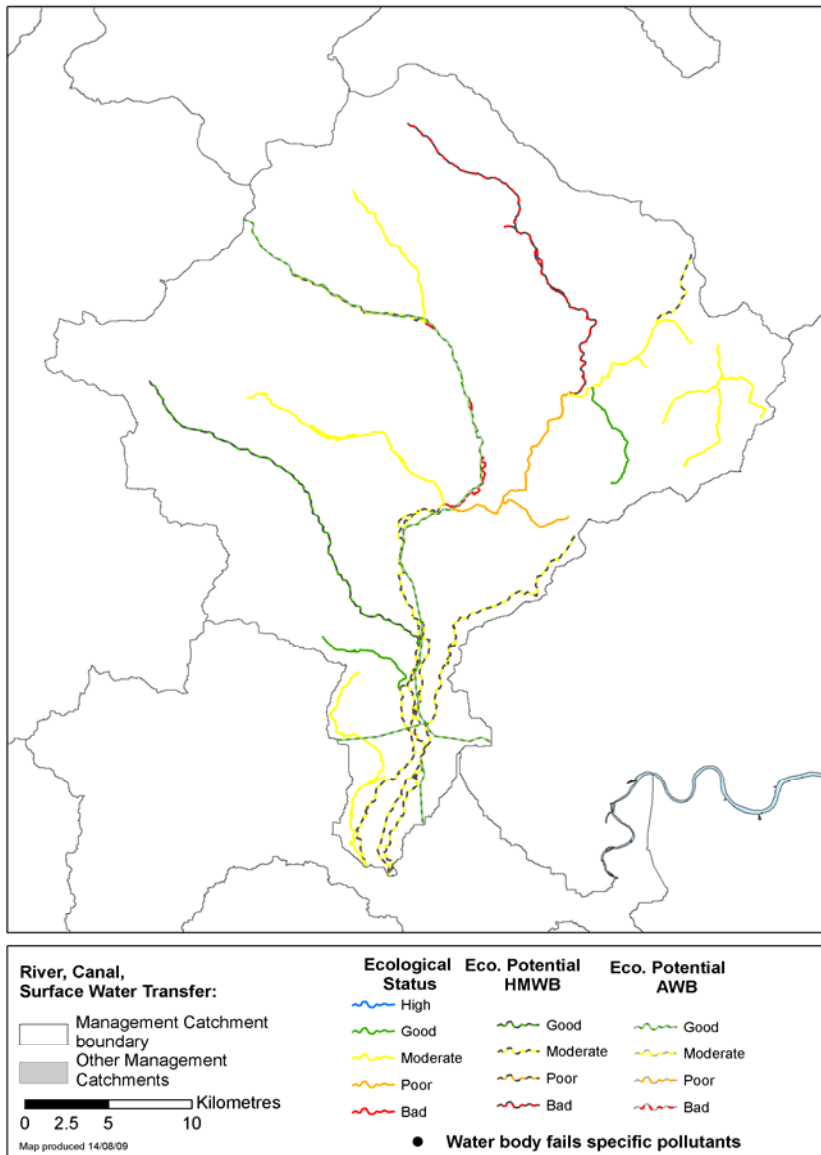 River, Canal,
Surface Water Transfer:
Management Catchment
boundary
Other Management
Catchments
Kilometres
0 2.5 5 10
Map produced 14/08/09
Ecological
Status
High
Good
Moderate
Poor
Bad
Eco. Potential
HMWB
Good
Moderate
Poor
Bad
Eco. Potential
AWB
Good
Moderate
Poor
Bad
Water body fails specific pollutants